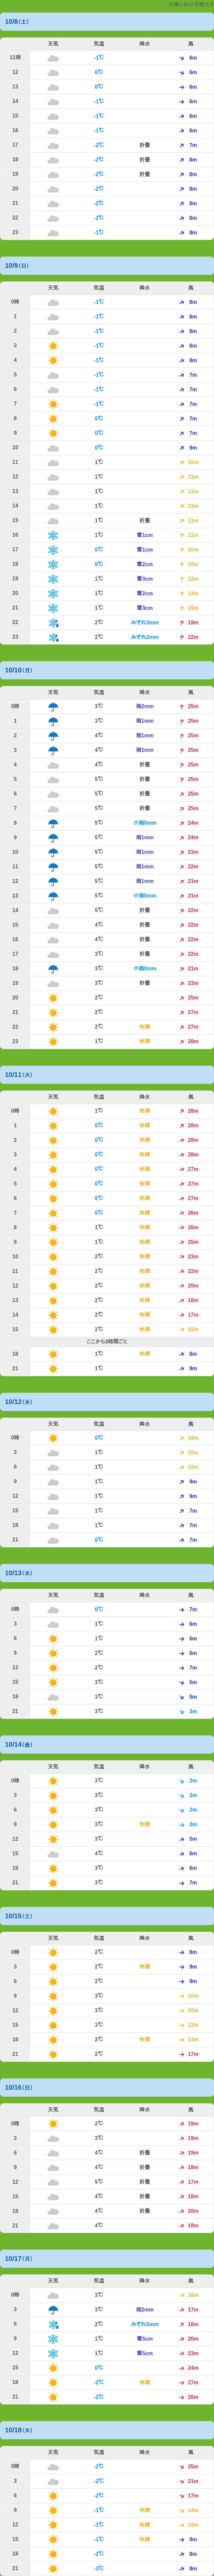 10/8(土)
天気 気温 降水 風
11時 -1℃ 6m
12 0℃ 6m
13 0℃ 6m
14 -1℃ 6m
15 -1℃ 6m
16 -1℃ 6m
17 -2℃ 折曇 7m
18 -2℃ 折曇 8m
19 -2℃ 折曇 8m
20 -2℃ 8m
21 -2℃ 8m
22 -2℃ 8m
23 -1℃ 8m
10/9(日)
天気 気温 降水 風
0時 -1℃ 8m
1 -1℃ 8m
2 -1℃ 8m
3 -1℃ 8m
4 -1℃ 8m
5 -1℃ 7m
6 -1℃ 7m
7 -1℃ 7m
8 0℃ 7m
9 0℃ 7m
10 0℃ 9m
11 1℃ 10m
12 1℃ 11m
13 1℃ 11m
14 1℃ 11m
15 1℃ 折曇 11m
16 1℃ 雪1cm 11m
17 0℃ 雪1cm 10m
18 0℃ 雪2cm 10m
19 1℃ 雪3cm 12m
20 1℃ 雪2cm 14m
21 1℃ 雪3cm 16m
22 2℃ みぞれ3mm 19m
23 2℃ みぞれ2mm 22m
10/10(月)
天気 気温 降水 風
0時 3℃ 雨2mm 25m
1 3℃ 雨1mm 25m
2 4℃ 雨1mm 25m
3 4℃ 雨1mm 25m
4 4℃ 折曇 25m
5 5℃ 折曇 25m
6 5℃ 折曇 25m
7 5℃ 折曇 25m
8 5℃ 小雨0mm 24m
9 5℃ 雨1mm 24m
10 5℃ 雨1mm 23m
11 5℃ 雨1mm 22m
12 5℃ 雨1mm 21m
13 5℃ 小雨0mm 21m
14 5℃ 折曇 22m
15 4℃ 折曇 22m
16 4℃ 折曇 22m
17 3℃ 折曇 22m
18 3℃ 小雨0mm 21m
19 3℃ 折曇 23m
20 2℃ 25m
21 2℃ 27m
22 2℃ 快晴 27m
23 1℃ 快晴 28m
10/11(火)
天気 気温 降水 風
0時 1℃ 快晴 28m
1 0℃ 快晴 28m
2 0℃ 快晴 28m
3 0℃ 快晴 28m
4 0℃ 快晴 27m
5 0℃ 快晴 27m
6 0℃ 快晴 27m
7 0℃ 快晴 26m
8 1℃ 快晴 26m
9 1℃ 快晴 25m
10 2℃ 快晴 23m
11 2℃ 快晴 22m
12 2℃ 快晴 20m
13 2℃ 快晴 18m
14 2℃ 快晴 17m
15 2℃ 快晴 15m
ここから3時間ごと
18 1℃ 快晴 8m
21 1℃ 9m
10/12(水)
天気 気温 降水 風
0時 0℃ 10m
3 1℃ 10m
6 1℃ 10m
9 1℃ 9m
12 1℃ 9m
15 1℃ 7m
18 1℃ 7m
21 0℃ 7m
10/13(木)
天気 気温 降水 風
0時 0℃ 7m
3 1℃ 6m
6 1℃ 6m
9 2℃ 6m
12 2℃ 7m
15 3℃ 5m
18 3℃ 5m
21 3℃ 3m
10/14(金)
天気 気温 降水 風
0時 3℃ 2m
3 3℃ 2m
6 3℃ 2m
9 3℃ 快晴 3m
12 3℃ 5m
15 4℃ 6m
18 3℃ 6m
21 3℃ 7m
10/15(土)
天気 気温 降水 風
0時 2℃ 8m
3 2℃ 快晴 9m
6 2℃ 9m
9 3℃ 10m
12 3℃ 10m
15 3℃ 12m
18 2℃ 快晴 14m
21 2℃ 17m
10/16(日)
天気 気温 降水 風
0時 2℃ 19m
3 3℃ 19m
6 4℃ 折曇 19m
9 4℃ 折曇 18m
12 5℃ 折曇 17m
15 4℃ 折曇 18m
18 4℃ 折曇 20m
21 4℃ 18m
10/17(月)
天気 気温 降水 風
0時 3℃ 16m
3 3℃ 雨2mm 17m
6 2℃ みぞれ5mm 18m
9 1℃ 雪5cm 20m
12 1℃ 雪5cm 23m
15 0℃ 24m
18 -2℃ 快晴 27m
21 -2℃ 26m
10/18(火)
天気 気温 降水 風
0時 -2℃ 25m
3 -2℃ 21m
6 -2℃ 17m
9 -1℃ 快晴 14m
12 -1℃ 快晴 10m
15 -1℃ 快晴 9m
18 -2℃ 8m
21 -3℃ 8m